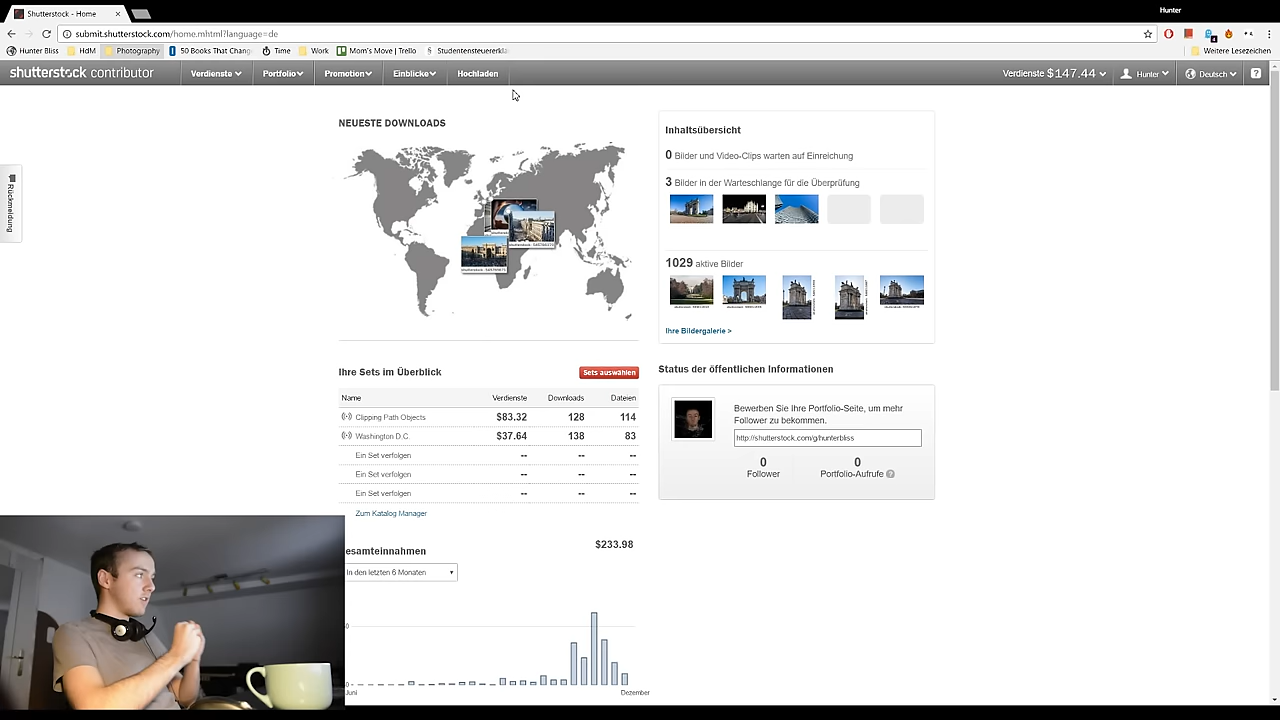 Hunter
Shutterstock - Home
submit.shutterstock.com/home.mhtml?language=de
Hunter Bliss
HdM
Photography
50 Books That Chang
Time
Work
Mom's Move | Trello
Studentensteuererklä
Weitere Lesezeichen
shutterstock contributor
Verdienste
Portfolio
Promotion
Einblicke
Hochladen
Verdienste $147.44
Hunter
Deutsch
?
Rückmeldung
NEUESTE DOWNLOADS
Inhaltsübersicht
0 Bilder und Video-Clips warten auf Einreichung
3 Bilder in der Warteschlange für die Überprüfung
1029 aktive Bilder
Ihre Bildergalerie >
Ihre Sets im Überblick
Sets auswählen
Name Verdienste Downloads Dateien
Clipping Path Objects $83.32 128 114
Washington D.C $37.64 138 83
Ein Set verfolgen -- -- --
Ein Set verfolgen -- -- --
Ein Set verfolgen -- -- --
Zum Katalog Manager
Status der öffentlichen Informationen
Bewerben Sie Ihre Portfolio-Seite, um mehr
Follower zu bekommen.
http://shutterstock.com/g/hunterbliss
0
Follower
0
Portfolio-Aufrufe ?
esamteinnahmen
$233.98
In den letzten 6 Monaten
Juni
Dezember